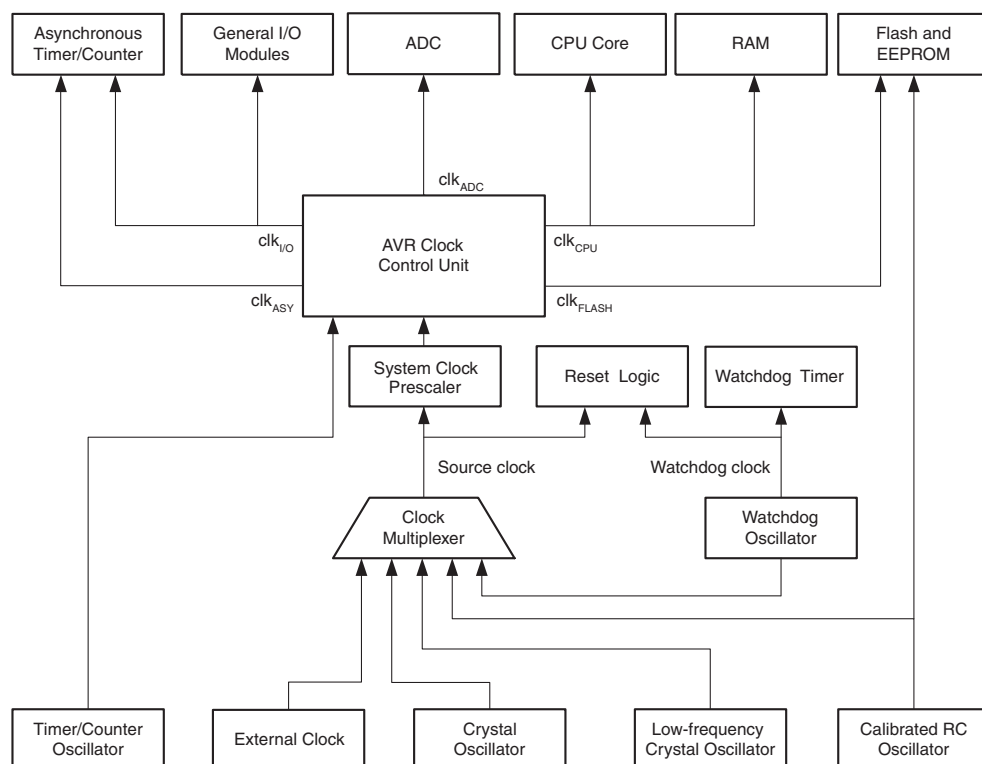 Asynchronous
Timer/Counter
General I/O
Modules
ADC
CPU Core
RAM
Flash and
EEPROM
clkADC
clkI/O
AVR Clock
Control Unit
clkCPU
clkASY
clkFLASH
System Clock
Prescaler
Reset Logic
Watchdog Timer
Source clock
Watchdog clock
Clock
Multiplexer
Watchdog
Oscillator
Timer/Counter
Oscillator
External Clock
Crystal
Oscillator
Low-frequency
Crystal Oscillator
Calibrated RC
Oscillator